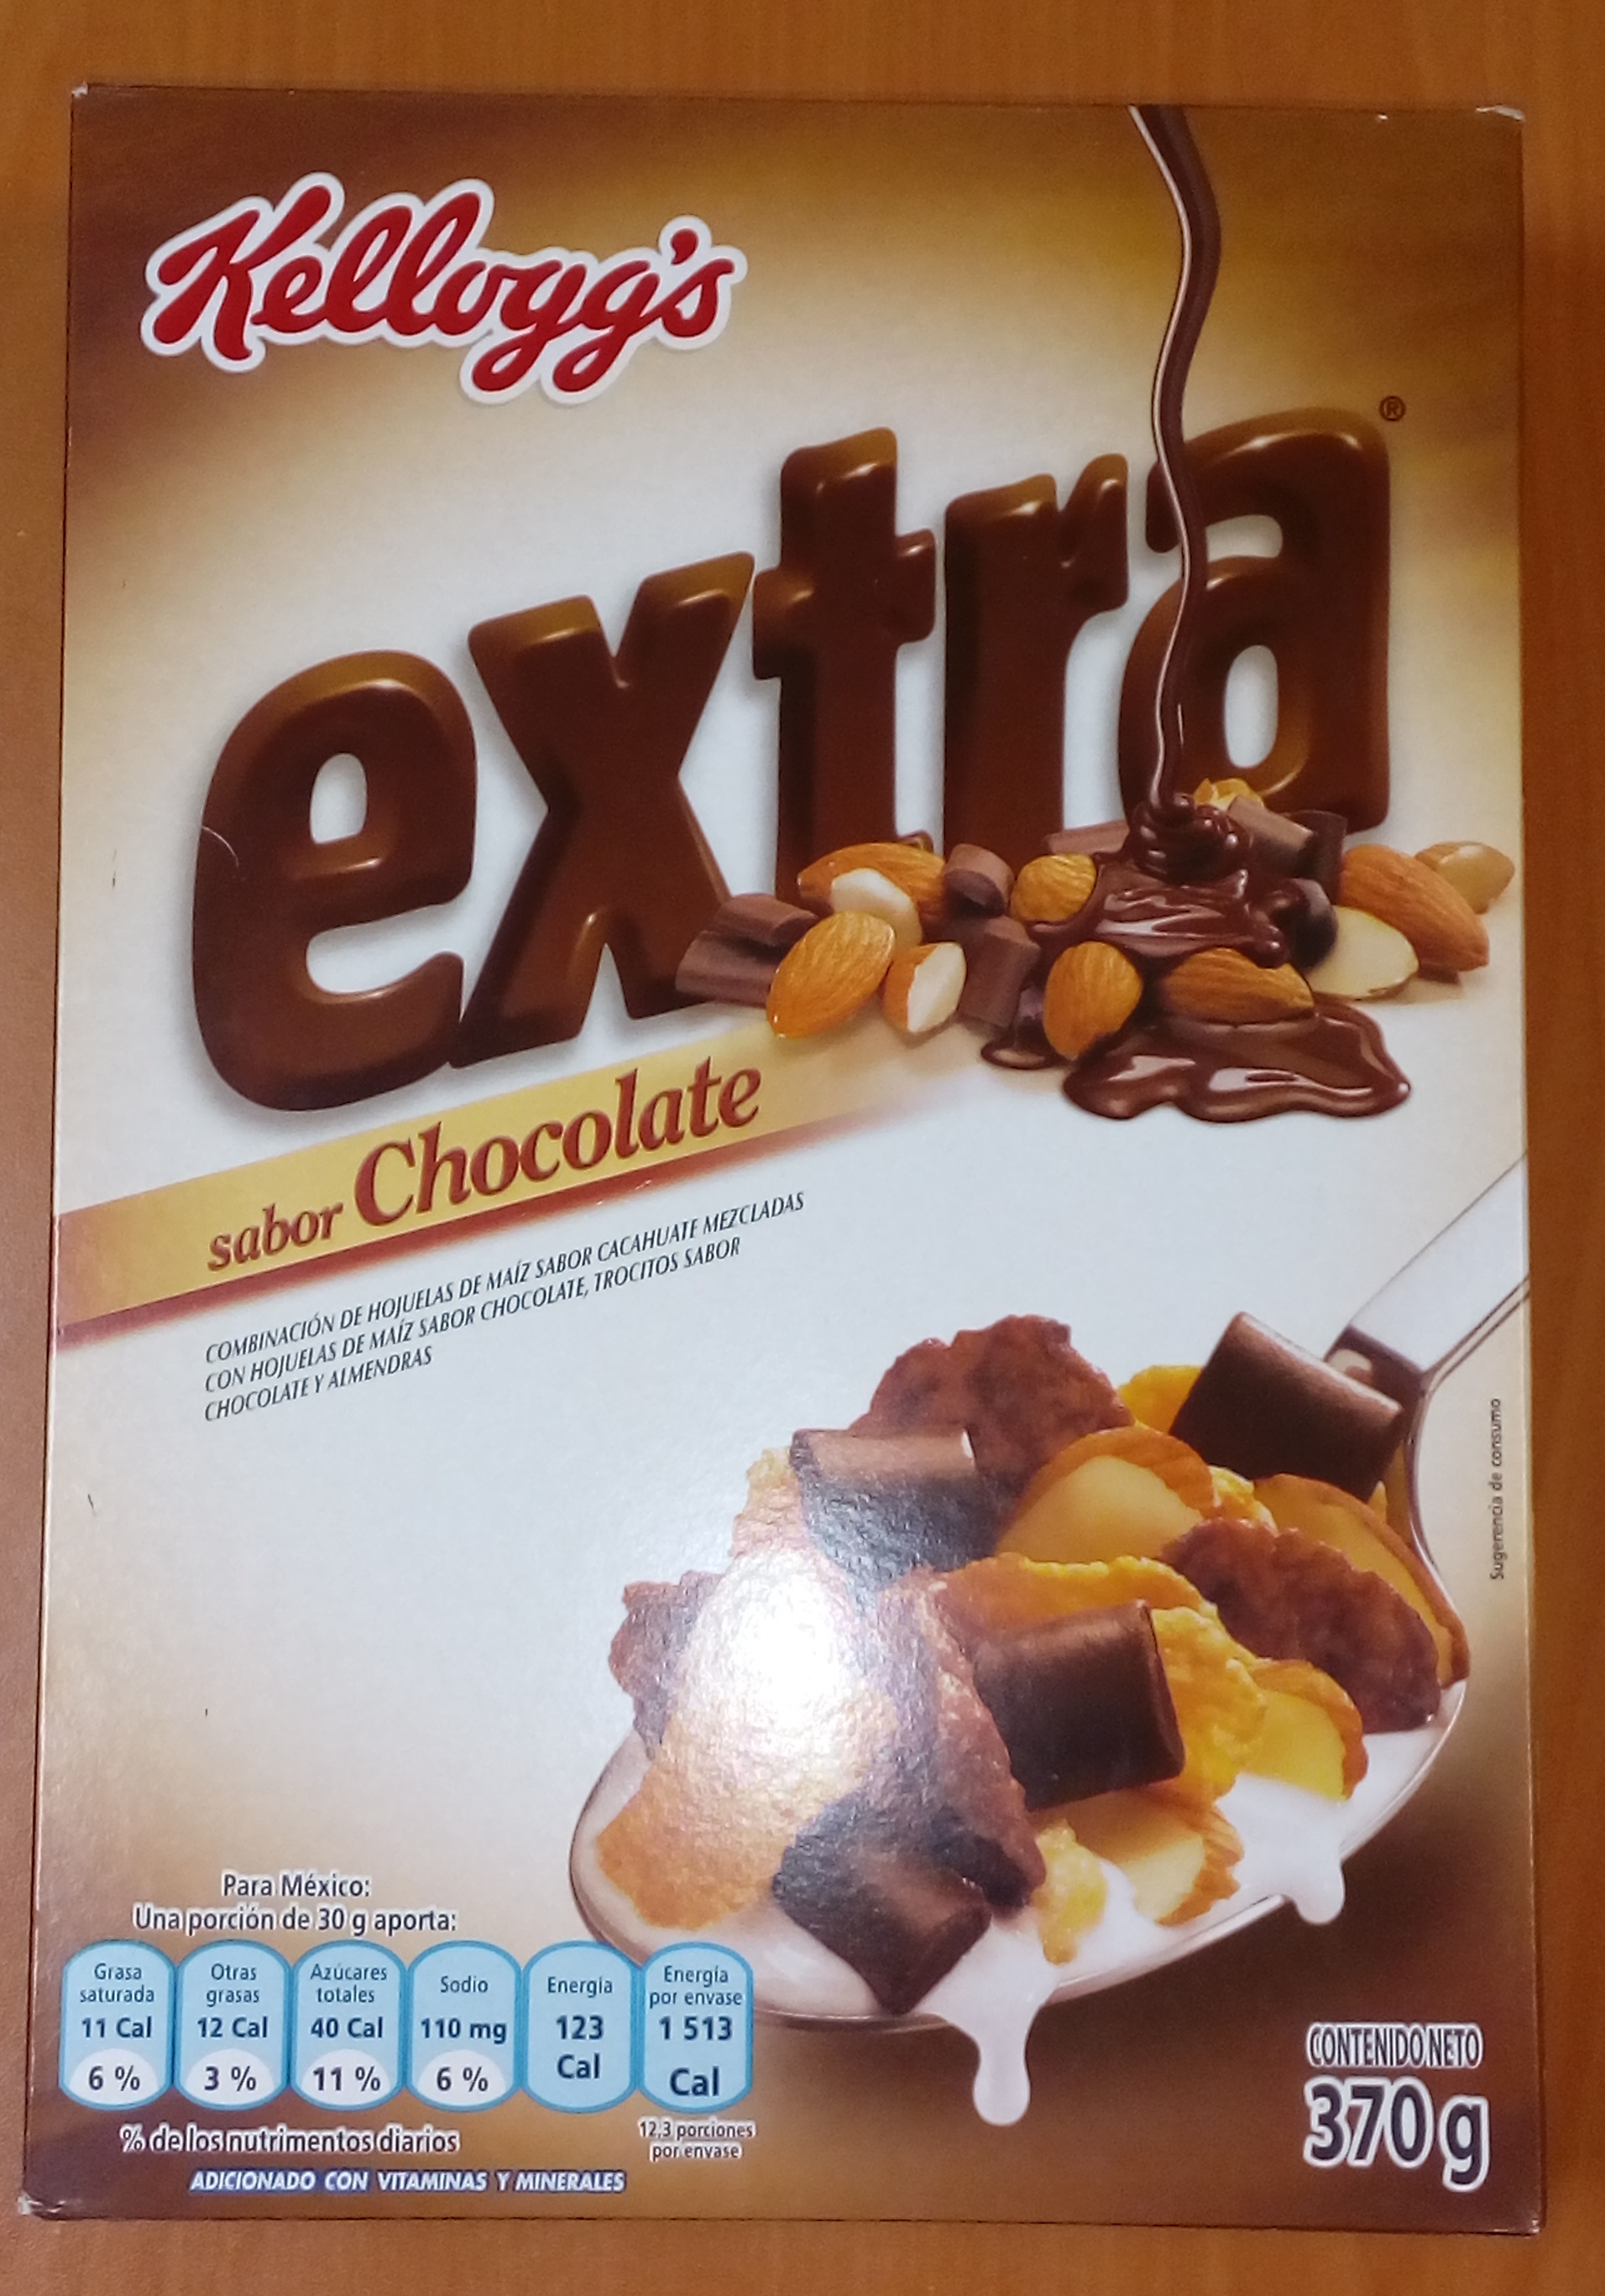 Kellogg's
extra®
sabor Chocolate
COMBINACIÓN DE HOJUELAS DE MAÍZ SABOR CACAHUATE MEZCLADAS
CON HOJUELAS DE MAÍZ SABOR CHOCOLATE, TROCITOS SABOR
CHOCOLATE Y ALMENDRAS
Sugerencia de consumo
Para México:
Una porción de 30 g aporta:
Grasa saturada 11 Cal 6 %
Otras grasas 12 Cal 3 %
Azúcares totales 40 Cal 11 %
Sodio 110 mg 6 %
Energía 123 Cal
Energía por envase 1 513 Cal
% de los nutrimentos diarios
12,3 porciones
por envase
ADICIONADO CON VITAMINAS Y MINERALES
CONTENIDO NETO
370 g